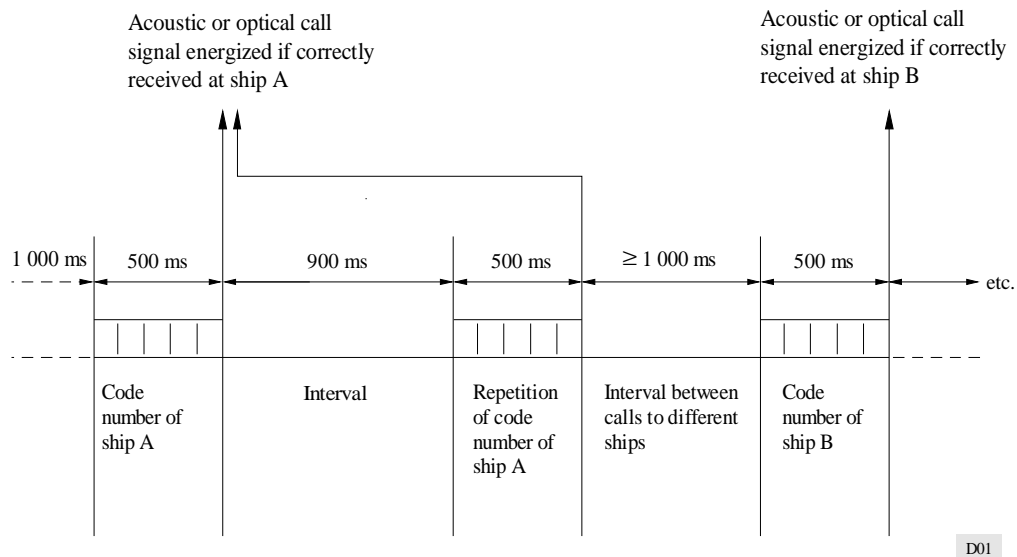 Acoustic or optical call
signal energized if correctly
received at ship A
Acoustic or optical call
signal energized if correctly
received at ship B
1 000 ms
500 ms
900 ms
500 ms
≥ 1 000 ms
500 ms
etc.
Code
number of
ship A
Interval
Repetition
of code
number of
ship A
Interval between
calls to different
ships
Code
number of
ship B
D01